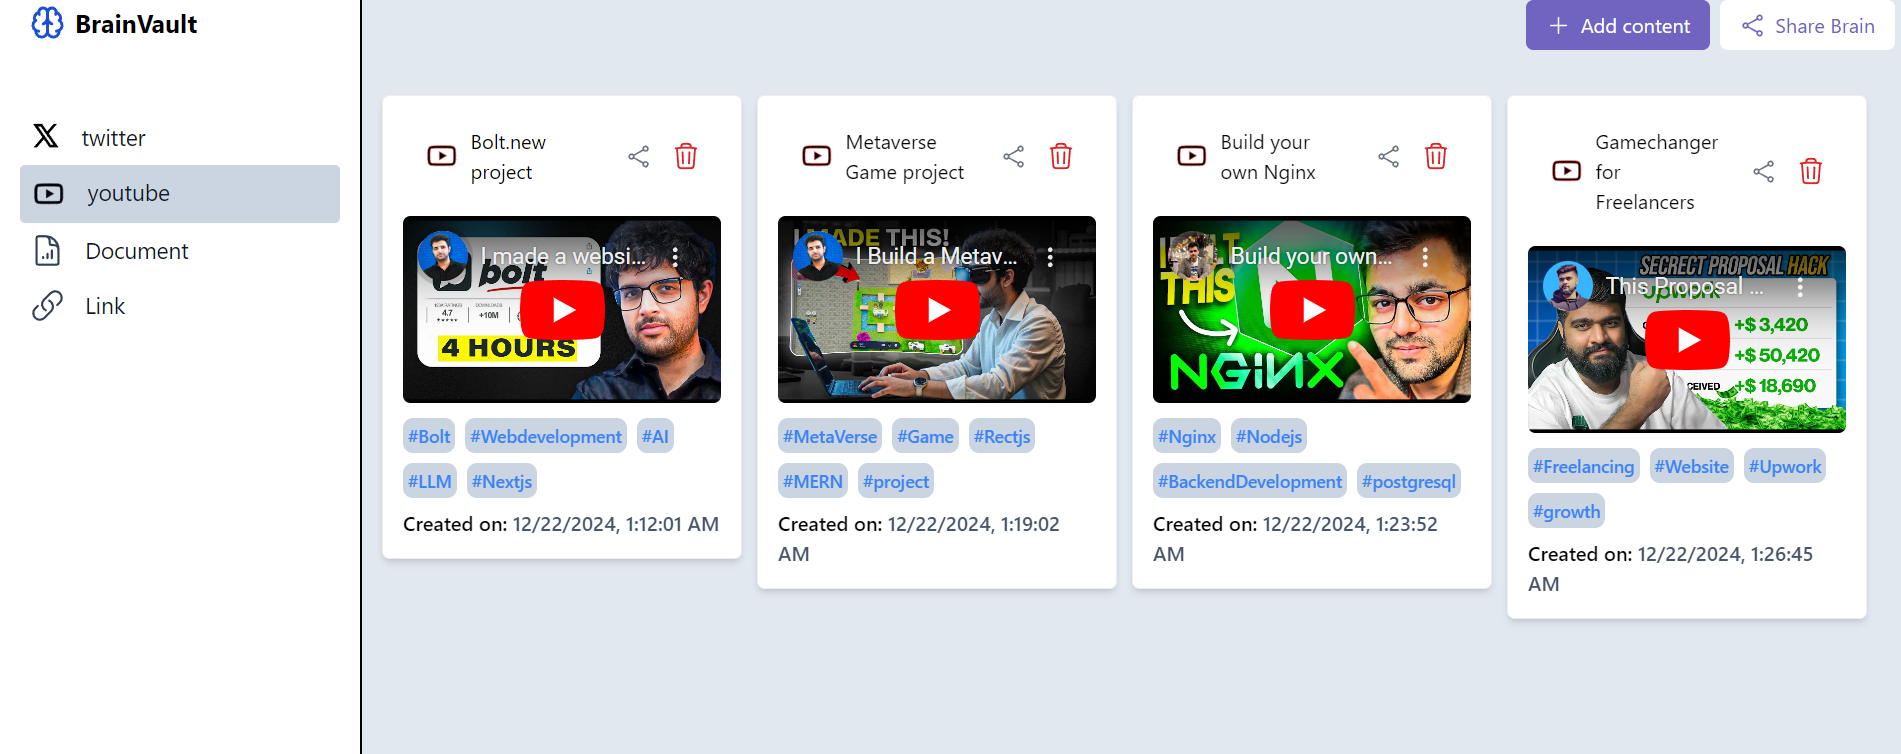 BrainVault
Add content
Share Brain
twitter
youtube
Document
Link
Bolt.new
project
I made a websi...
bolt
4.7
+10M
4 HOURS
#Bolt #Webdevelopment #AI
#LLM #Nextjs
Created on: 12/22/2024, 1:12:01 AM
Metaverse
Game project
I MADE THIS!
I Build a Metav...
#MetaVerse #Game #Rectjs
#MERN #project
Created on: 12/22/2024, 1:19:02
AM
Build your
own Nginx
Build your own...
THIS
NGiNX
#Nginx #Nodejs
#BackendDevelopment #postgresql
Created on: 12/22/2024, 1:23:52
AM
Gamechanger
for
Freelancers
SECRECT PROPOSAL HACK
This Proposal ...
Upwork
+$ 3,420
+$ 50,420
+$ 18,690
#Freelancing #Website #Upwork
#growth
Created on: 12/22/2024, 1:26:45
AM